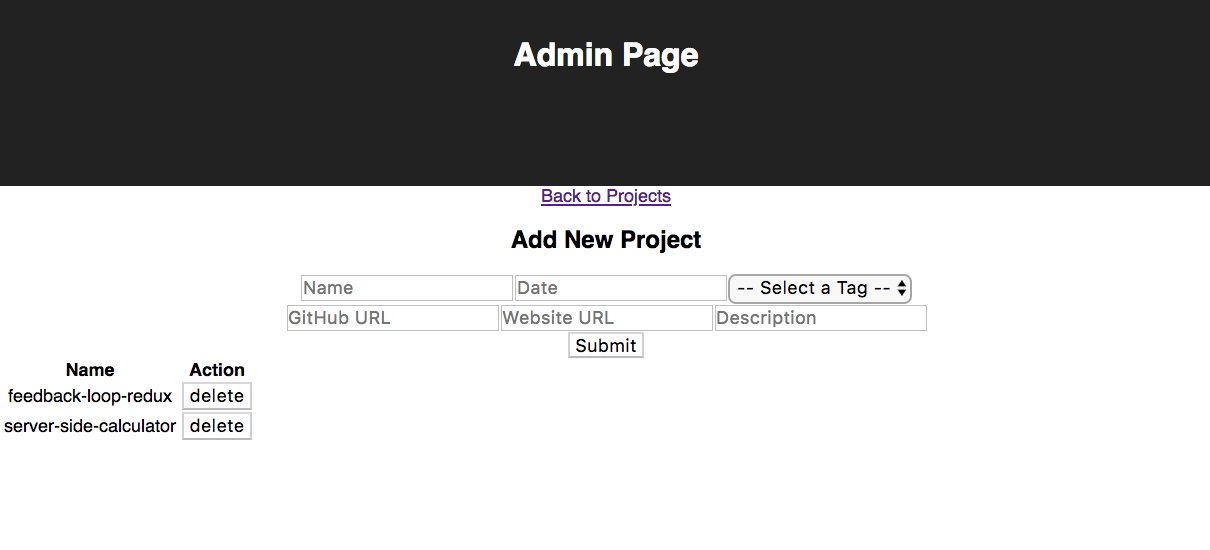 Admin Page
Back to Projects
Add New Project
Name Date -- Select a Tag --
GitHub URL Website URL Description
Submit
Name Action
feedback-loop-redux delete
server-side-calculator delete